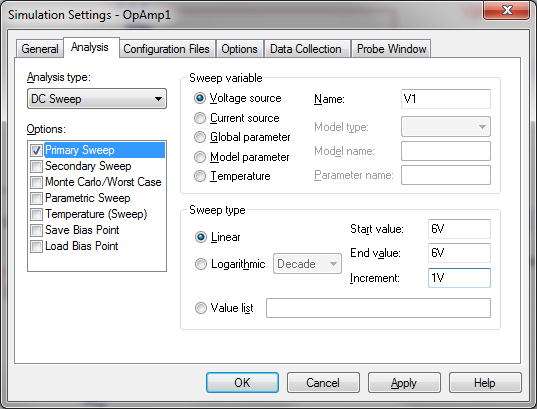 Simulation Settings - OpAmp1
General Analysis Configuration Files Options Data Collection Probe Window
Analysis type:
DC Sweep
Options:
Primary Sweep
Secondary Sweep
Monte Carlo/Worst Case
Parametric Sweep
Temperature (Sweep)
Save Bias Point
Load Bias Point
Sweep variable
Voltage source
Current source
Global parameter
Model parameter
Temperature
Name: V1
Model type:
Model name:
Parameter name:
Sweep type
Linear
Logarithmic Decade
Start value: 6V
End value: 6V
Increment: 1V
Value list
OK Cancel Apply Help